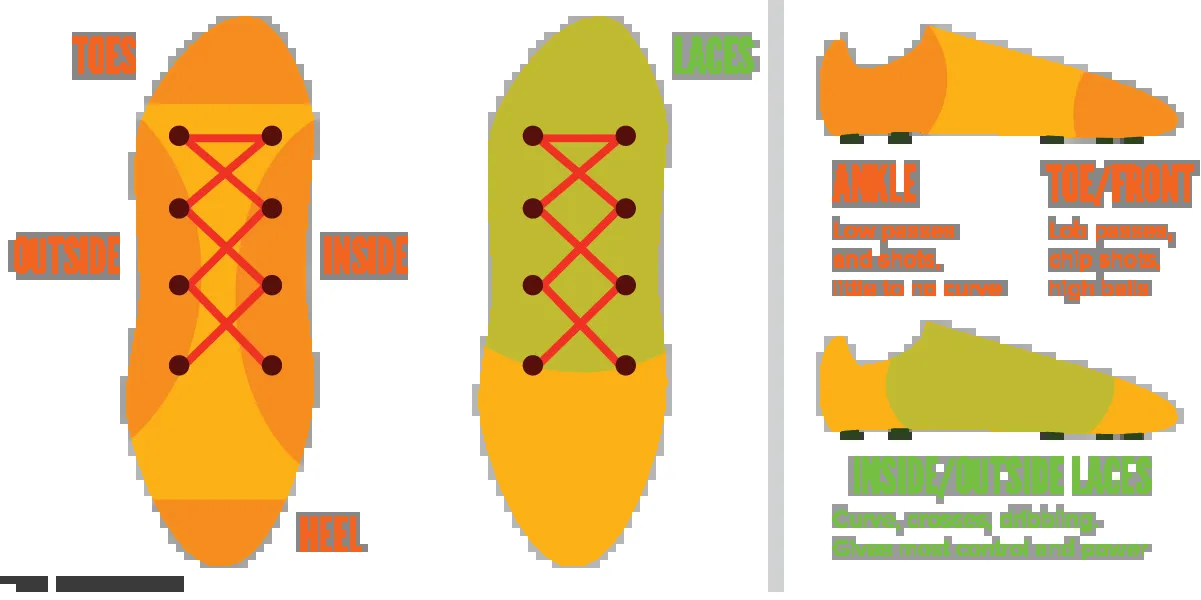 TOES
LACES
OUTSIDE
INSIDE
HEEL
ANKLE
Low passes
and shots,
little to no curve
TOE/FRONT
Lob passes,
chip shots,
high balls
INSIDE/OUTSIDE LACES
Curve, crosses, dribbling.
Gives most control and power